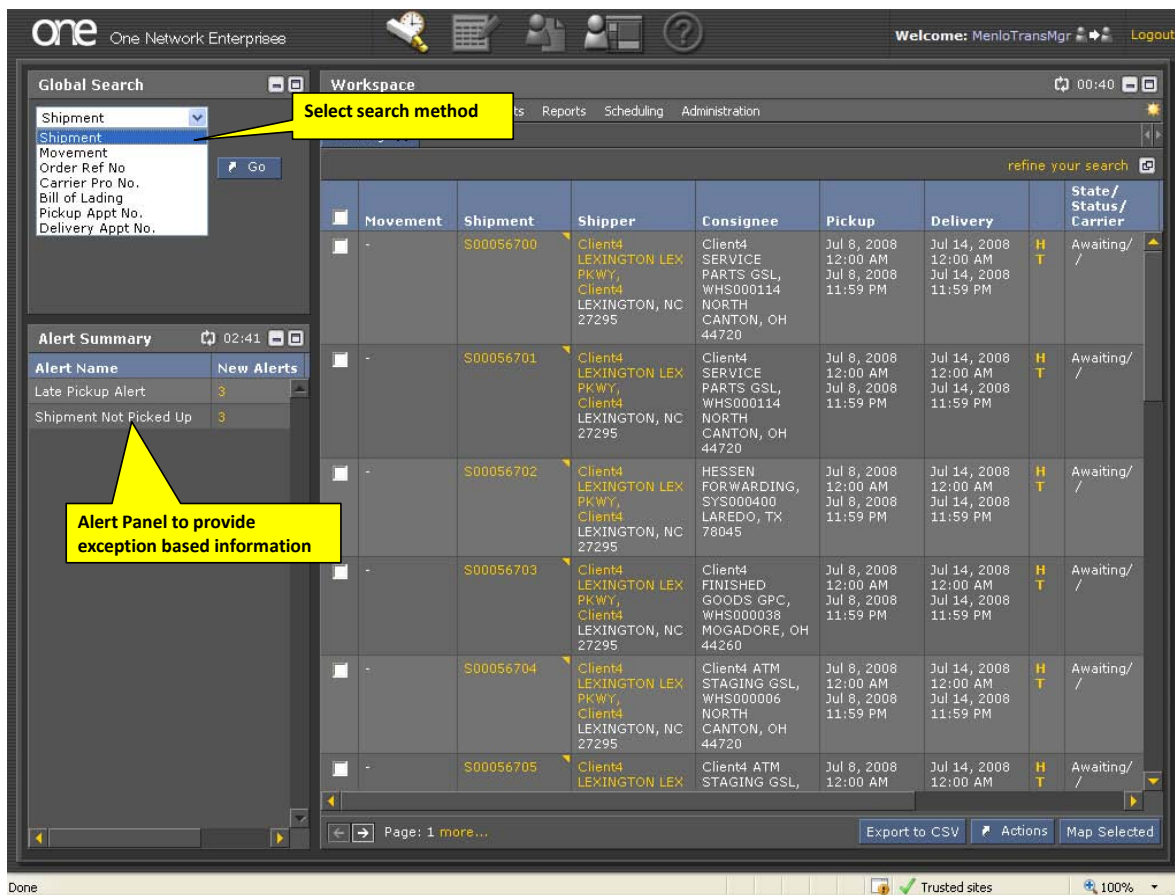 one One Network Enterprises
Welcome: MenloTransMgr Logout
Global Search
Shipment
Shipment
Movement
Order Ref No
Carrier Pro No.
Bill of Lading
Pickup Appt No.
Delivery Appt No.
Go
Select search method
Alert Summary 02:41
Alert Name New Alerts
Late Pickup Alert 3
Shipment Not Picked Up 3
Alert Panel to provide
exception based information
Workspace 00:40
Reports Scheduling Administration
refine your search
Movement Shipment Shipper Consignee Pickup Delivery State/
Status/
Carrier
- S00056700 Client4 Client4 Jul 8, 2008 Jul 14, 2008 H Awaiting/
LEXINGTON LEX SERVICE 12:00 AM 12:00 AM T /
PKWY, PARTS GSL, Jul 8, 2008 Jul 14, 2008
Client4 WHS000114 11:59 PM 11:59 PM
LEXINGTON, NC NORTH
27295 CANTON, OH
44720
- S00056701 Client4 Client4 Jul 8, 2008 Jul 14, 2008 H Awaiting/
LEXINGTON LEX SERVICE 12:00 AM 12:00 AM T /
PKWY, PARTS GSL, Jul 8, 2008 Jul 14, 2008
Client4 WHS000114 11:59 PM 11:59 PM
LEXINGTON, NC NORTH
27295 CANTON, OH
44720
- S00056702 Client4 HESSEN Jul 8, 2008 Jul 14, 2008 H Awaiting/
LEXINGTON LEX FORWARDING, 12:00 AM 12:00 AM T /
PKWY, SYS000400 Jul 8, 2008 Jul 14, 2008
Client4 LAREDO, TX 11:59 PM 11:59 PM
LEXINGTON, NC 78045
27295
- S00056703 Client4 Client4 Jul 8, 2008 Jul 14, 2008 H Awaiting/
LEXINGTON LEX FINISHED 12:00 AM 12:00 AM T /
PKWY, GOODS GPC, Jul 8, 2008 Jul 14, 2008
Client4 WHS000038 11:59 PM 11:59 PM
LEXINGTON, NC MOGADORE, OH
27295 44260
- S00056704 Client4 Client4 ATM Jul 8, 2008 Jul 14, 2008 H Awaiting/
LEXINGTON LEX STAGING GSL, 12:00 AM 12:00 AM T /
PKWY, WHS000006 Jul 8, 2008 Jul 14, 2008
Client4 NORTH 11:59 PM 11:59 PM
LEXINGTON, NC CANTON, OH
27295 44720
- S00056705 Client4 Client4 ATM Jul 8, 2008 Jul 14, 2008 H Awaiting/
LEXINGTON LEX STAGING GSL, 12:00 AM 12:00 AM T /
Page: 1 more... Export to CSV Actions Map Selected
Done Trusted sites 100%